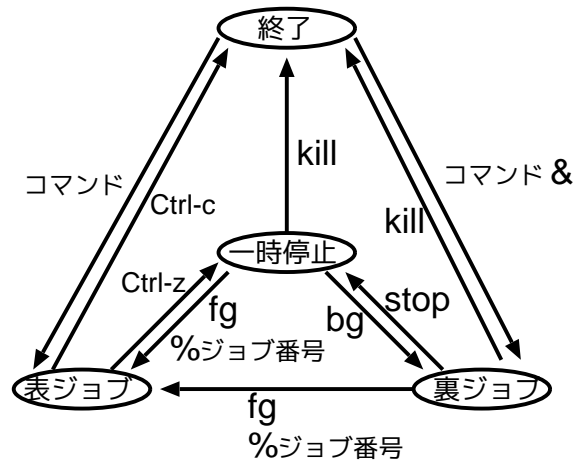 終了
kill
コマンド
コマンド &
Ctrl-c
kill
一時停止
Ctrl-z
fg
bg
stop
%ジョブ番号
表ジョブ
裏ジョブ
fg
%ジョブ番号